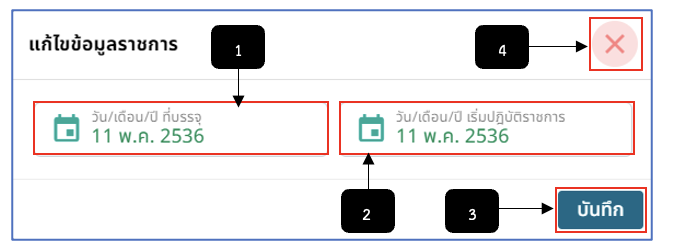 แก้ไขข้อมูลราชการ
1
4
วัน/เดือน/ปี ที่บรรจุ
11 พ.ค. 2536
วัน/เดือน/ปี เริ่มปฏิบัติราชการ
11 พ.ค. 2536
2
3
บันทึก